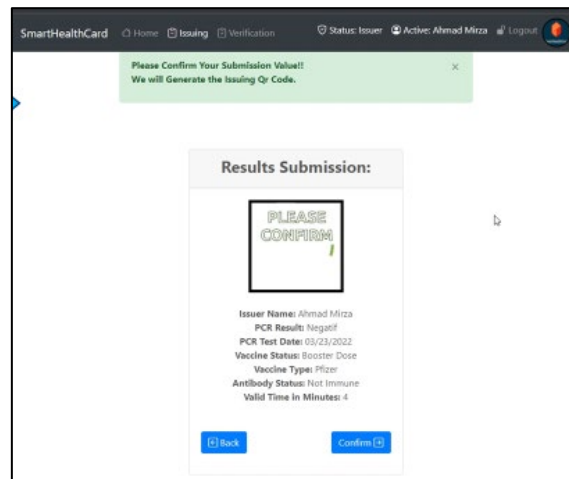 SmartHealthCard Home Issuing Verification Status: Issuer Active: Ahmad Mirza Logout
Please Confirm Your Submission Value!!
We will Generate the Issuing Qr Code.
Results Submission:
PLEASE
CONFIRM
Issuer Name: Ahmad Mirza
PCR Result: Negatif
PCR Test Date: 03/23/2022
Vaccine Status: Booster Dose
Vaccine Type: Pfizer
Antibody Status: Not Immune
Valid Time in Minutes: 4
Back Confirm